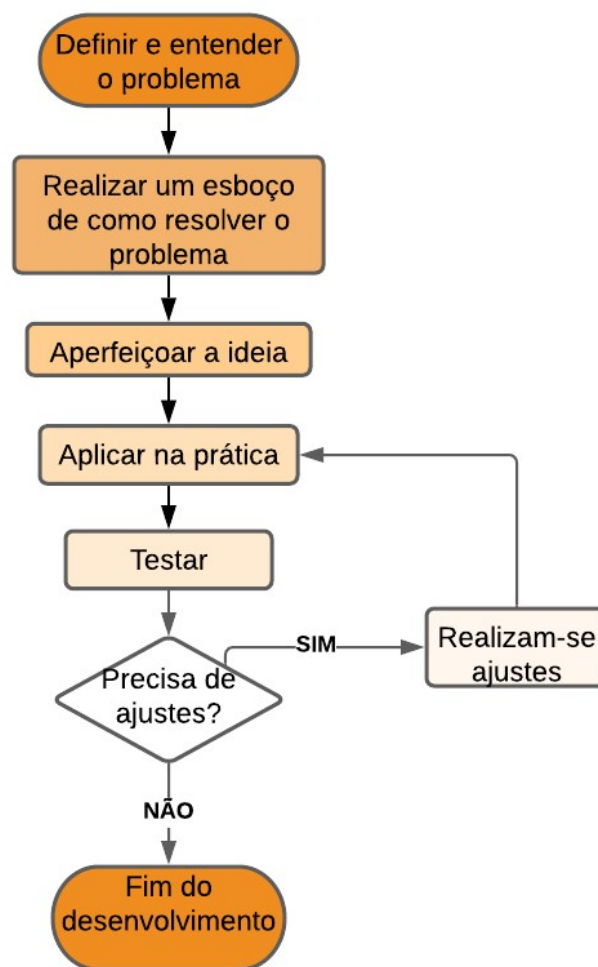 Definir e entender
o problema
Realizar um esboço
de como resolver o
problema
Aperfeiçoar a ideia
Aplicar na prática
Testar
Precisa de
ajustes?
SIM
Realizam-se
ajustes
NÃO
Fim do
desenvolvimento